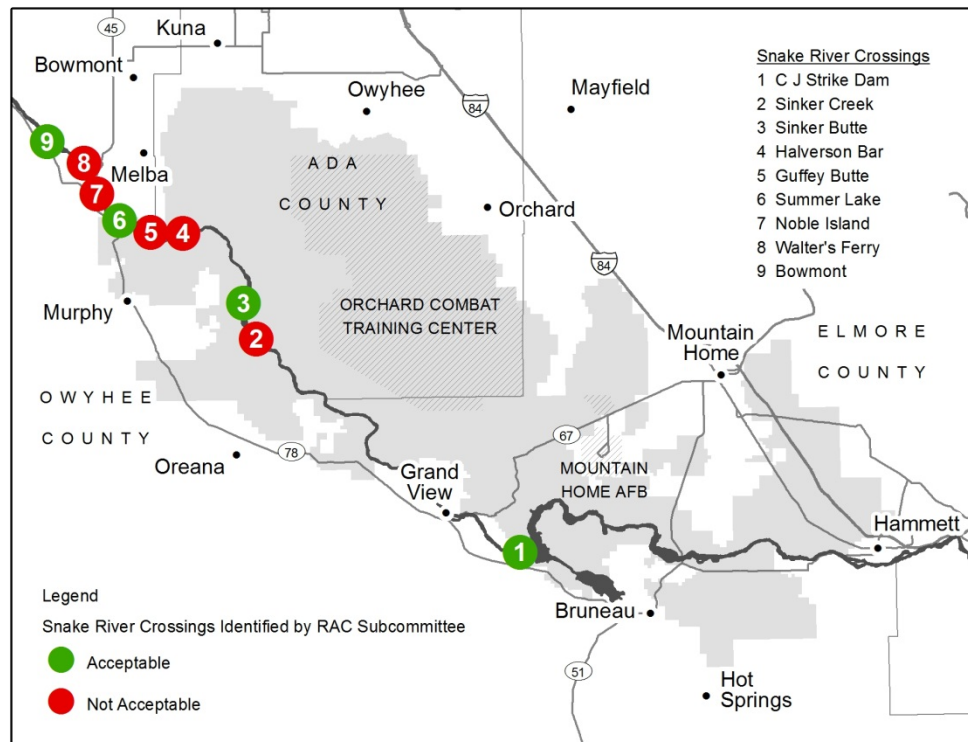 45
Kuna
Bowmont
Owyhee
84
Mayfield
Snake River Crossings
1 C J Strike Dam
2 Sinker Creek
3 Sinker Butte
4 Halverson Bar
5 Guffey Butte
6 Summer Lake
7 Noble Island
8 Walter's Ferry
9 Bowmont
9
8
7
6
5
4
3
2
1
Melba
ADA
COUNTY
Orchard
84
Murphy
ORCHARD COMBAT
TRAINING CENTER
Mountain
Home
ELMORE
COUNTY
OWYHEE
COUNTY
Oreana
78
67
Grand
View
MOUNTAIN
HOME AFB
Hammett
Bruneau
51
Hot
Springs
Legend
Snake River Crossings Identified by RAC Subcommittee
Acceptable
Not Acceptable